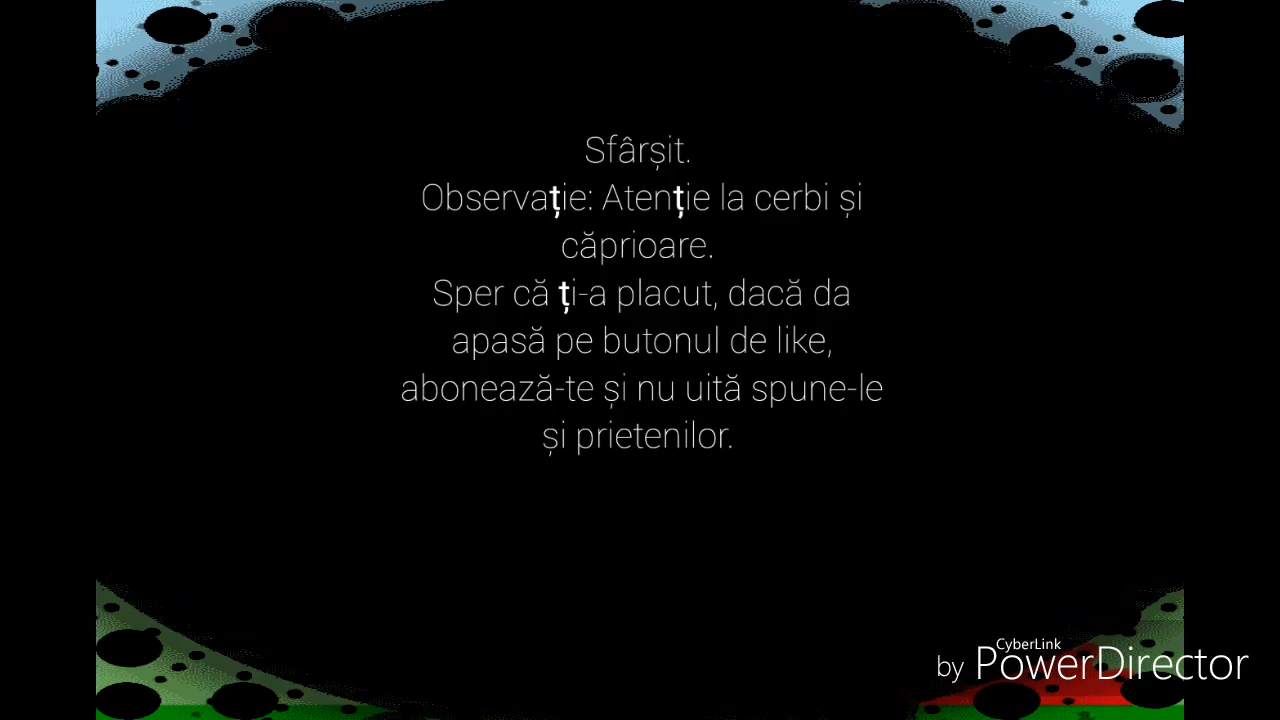 Sfârșit.
Observație: Atenție la cerbi și
căprioare.
Sper că ți-a placut, dacă da
apasă pe butonul de like,
abonează-te și nu uită spune-le
și prietenilor.
CyberLink
by PowerDirector